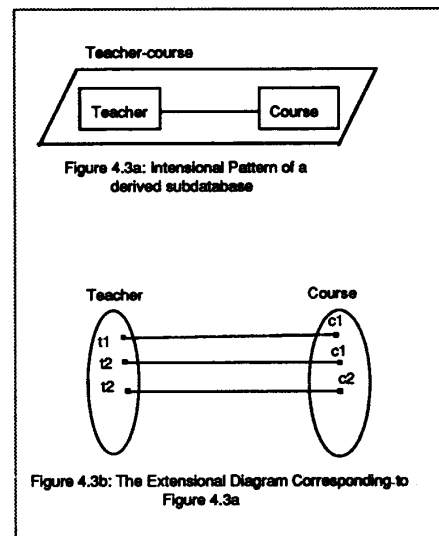 Teacher-course
Teacher Course
Figure 4.3a: Intensional Pattern of a
derived subdatabase
Teacher Course
t1 c1
t2 c1
t2 c2
Figure 4.3b: The Extensional Diagram Corresponding to
Figure 4.3a